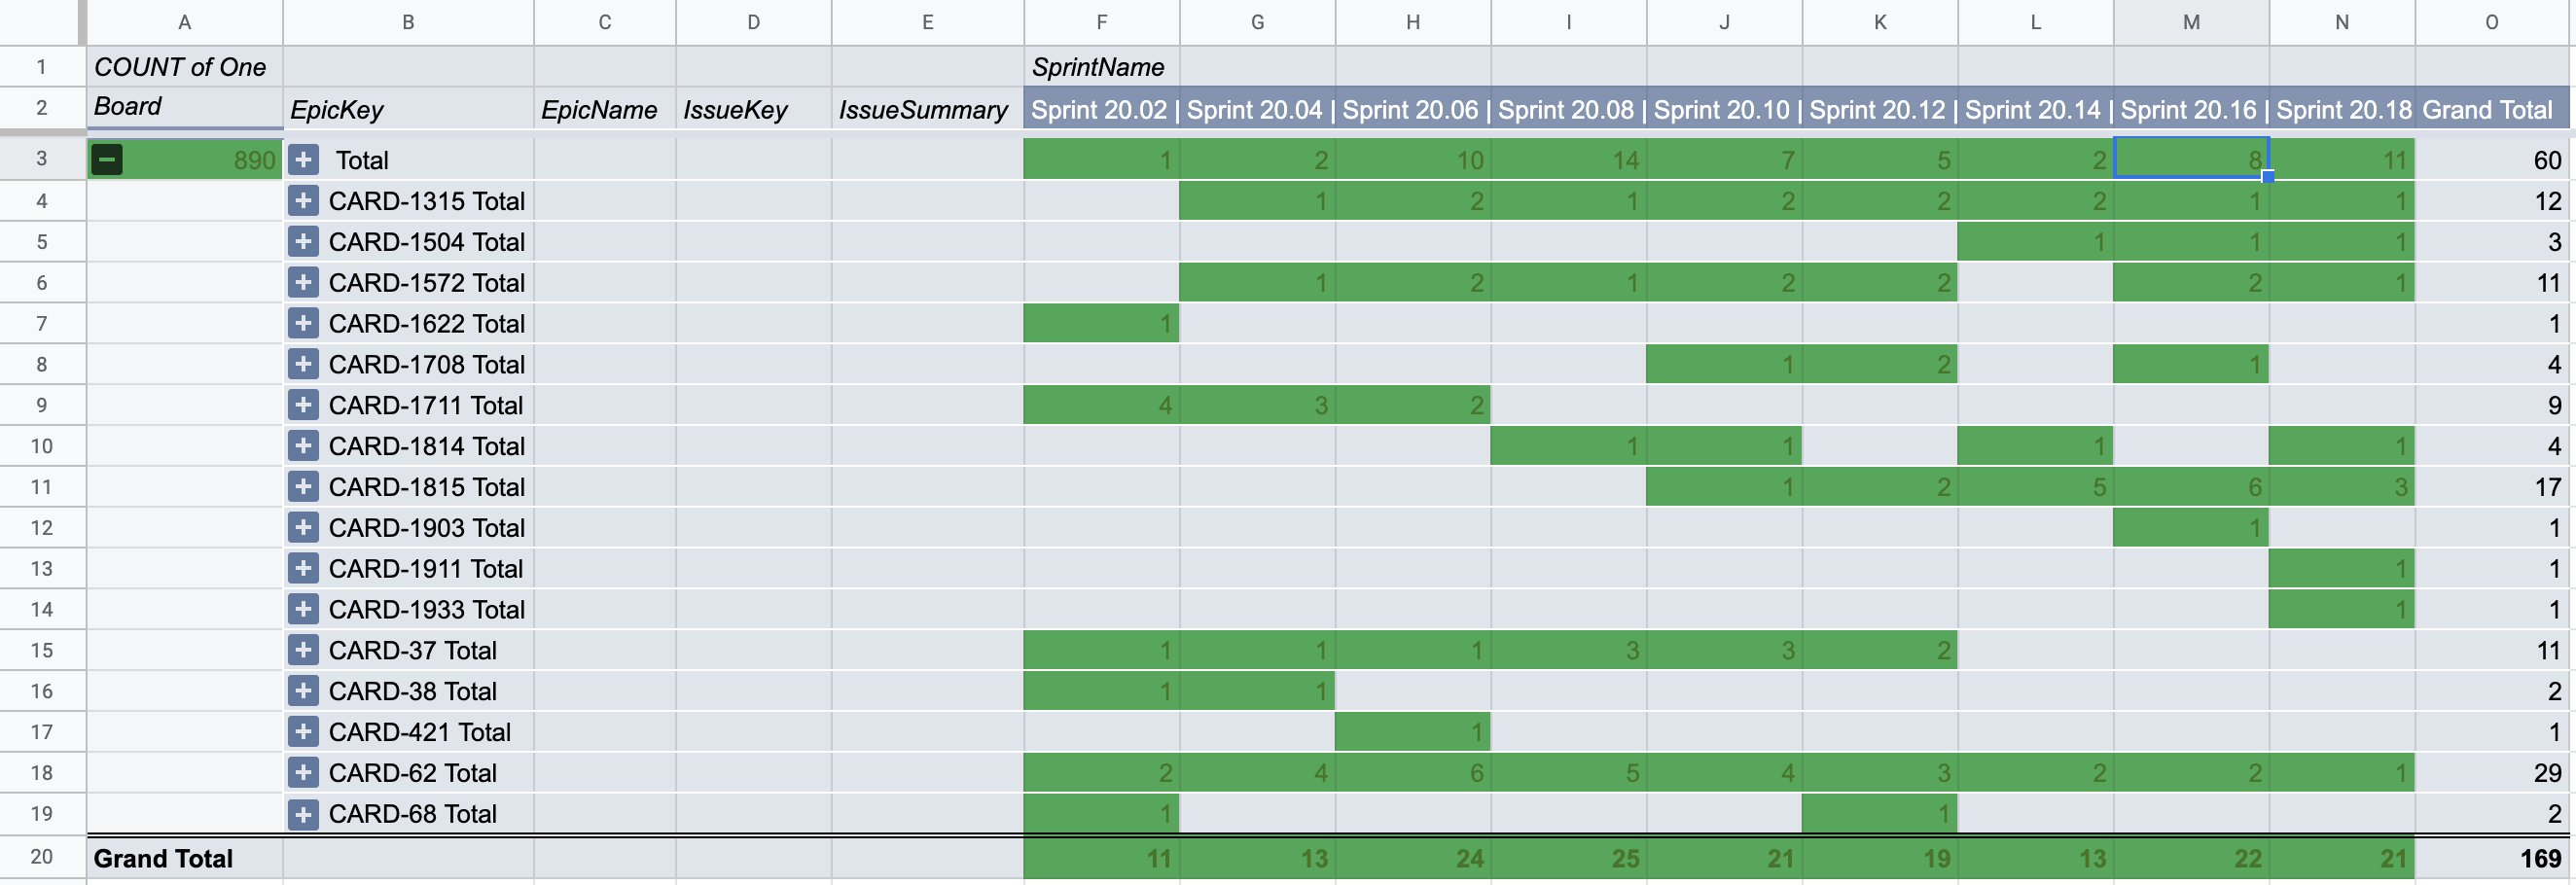 A B C D E F G H I J K L M N O
1 COUNT of One SprintName
2 Board EpicKey EpicName IssueKey IssueSummary Sprint 20.02 | Sprint 20.04 | Sprint 20.06 | Sprint 20.08 | Sprint 20.10 | Sprint 20.12 | Sprint 20.14 | Sprint 20.16 | Sprint 20.18 Grand Total
3 890 Total 1 2 10 14 7 5 2 8 11 60
4 CARD-1315 Total 1 2 1 2 2 2 1 1 12
5 CARD-1504 Total 1 1 1 3
6 CARD-1572 Total 1 2 1 2 2 2 1 11
7 CARD-1622 Total 1 1
8 CARD-1708 Total 1 2 1 4
9 CARD-1711 Total 4 3 2 9
10 CARD-1814 Total 1 1 1 1 4
11 CARD-1815 Total 1 2 5 6 3 17
12 CARD-1903 Total 1 1
13 CARD-1911 Total 1 1
14 CARD-1933 Total 1 1
15 CARD-37 Total 1 1 1 3 3 2 11
16 CARD-38 Total 1 1 2
17 CARD-421 Total 1 1
18 CARD-62 Total 2 4 6 5 4 3 2 2 1 29
19 CARD-68 Total 1 1 2
20 Grand Total 11 13 24 25 21 19 13 22 21 169